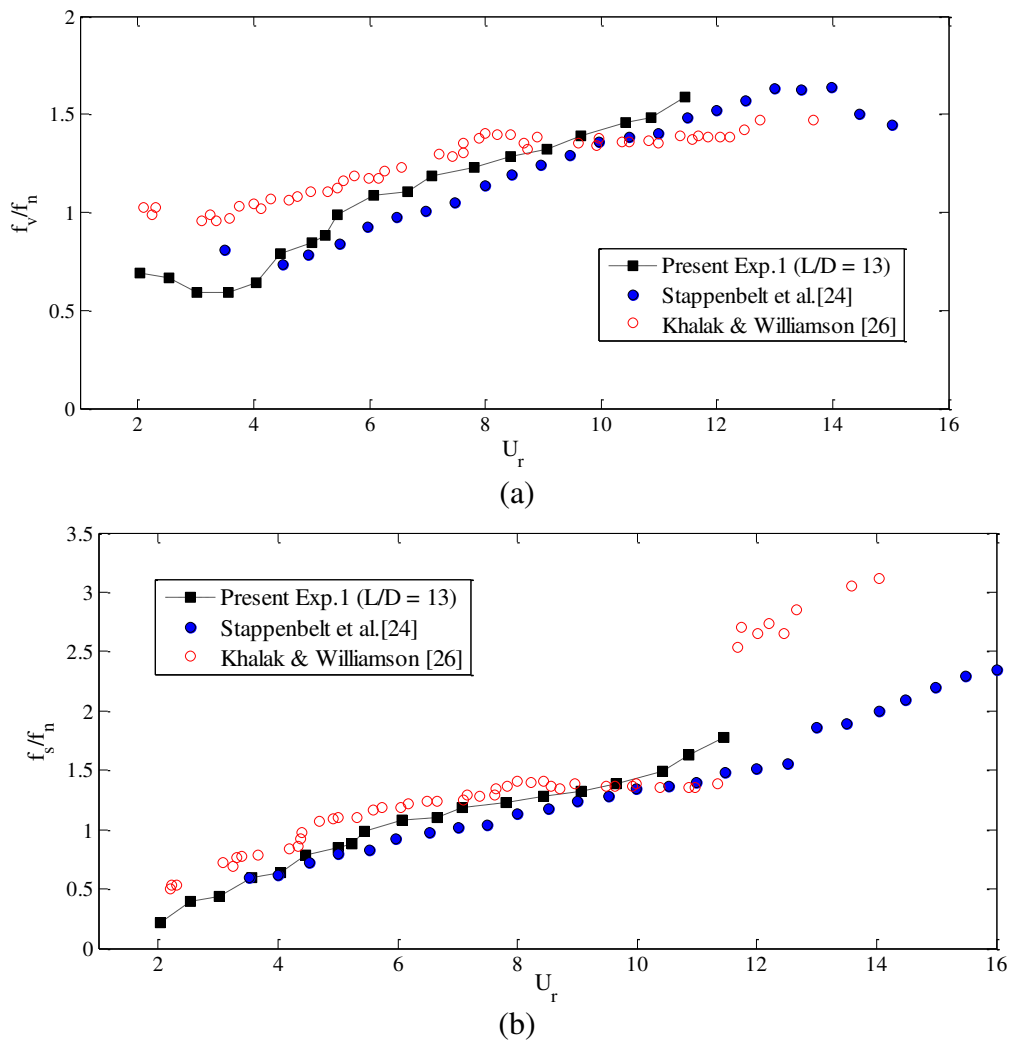 2
1.5
1
0.5
0
f_v/f_n
Present Exp.1 (L/D = 13)
Stappenbelt et al.[24]
Khalak & Williamson [26]
2 4 6 8 10 12 14 16
U_r
(a)
3.5
3
2.5
2
1.5
1
0.5
0
f_s/f_n
Present Exp.1 (L/D = 13)
Stappenbelt et al.[24]
Khalak & Williamson [26]
2 4 6 8 10 12 14 16
U_r
(b)